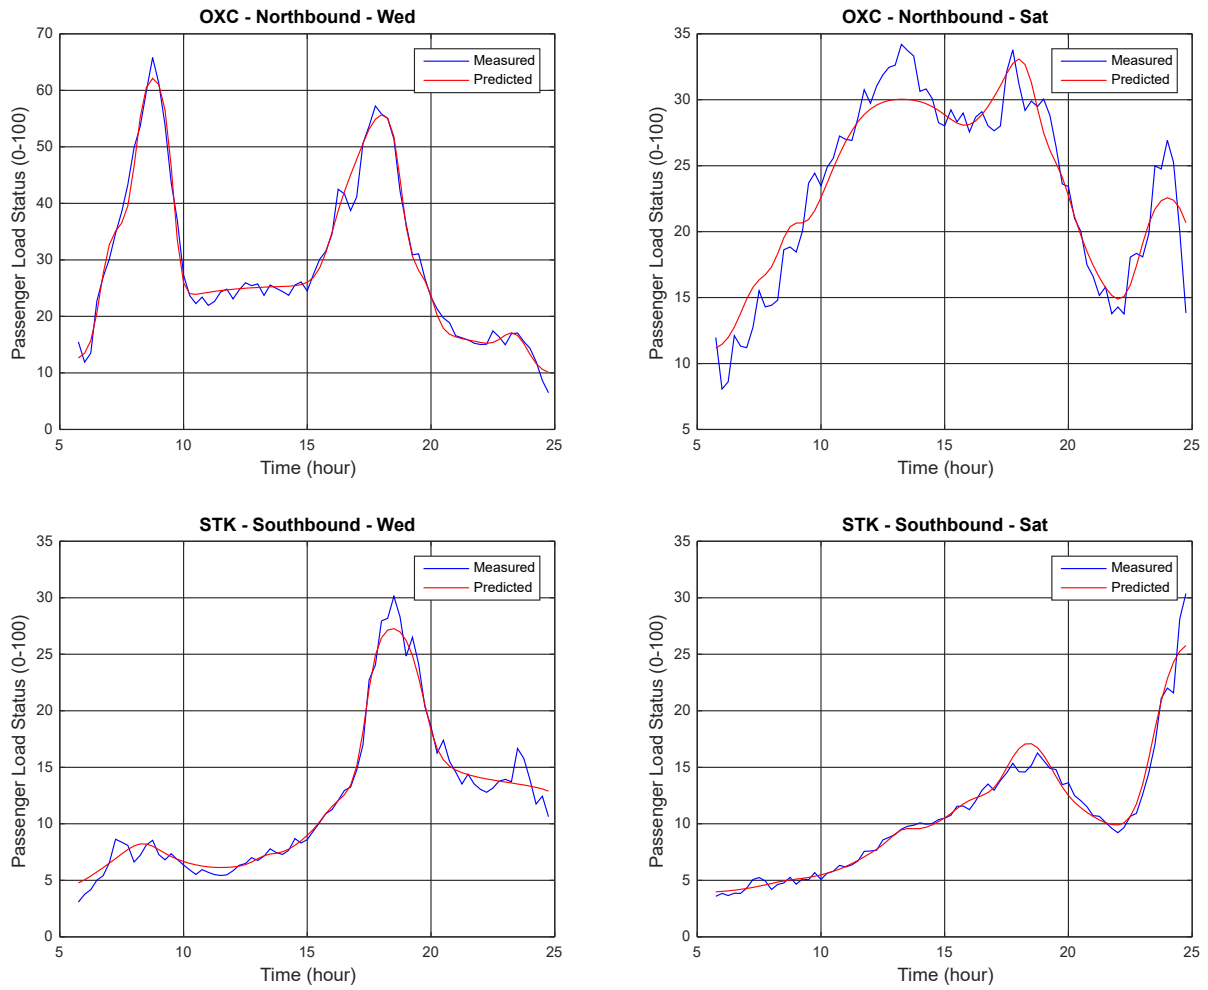 OXC - Northbound - Wed
70
60
50
40
30
20
10
0
Passenger Load Status (0-100)
Measured
Predicted
5
10
15
20
25
Time (hour)
OXC - Northbound - Sat
35
30
25
20
15
10
5
Passenger Load Status (0-100)
Measured
Predicted
5
10
15
20
25
Time (hour)
STK - Southbound - Wed
35
30
25
20
15
10
5
0
Passenger Load Status (0-100)
Measured
Predicted
5
10
15
20
25
Time (hour)
STK - Southbound - Sat
35
30
25
20
15
10
5
0
Passenger Load Status (0-100)
Measured
Predicted
5
10
15
20
25
Time (hour)